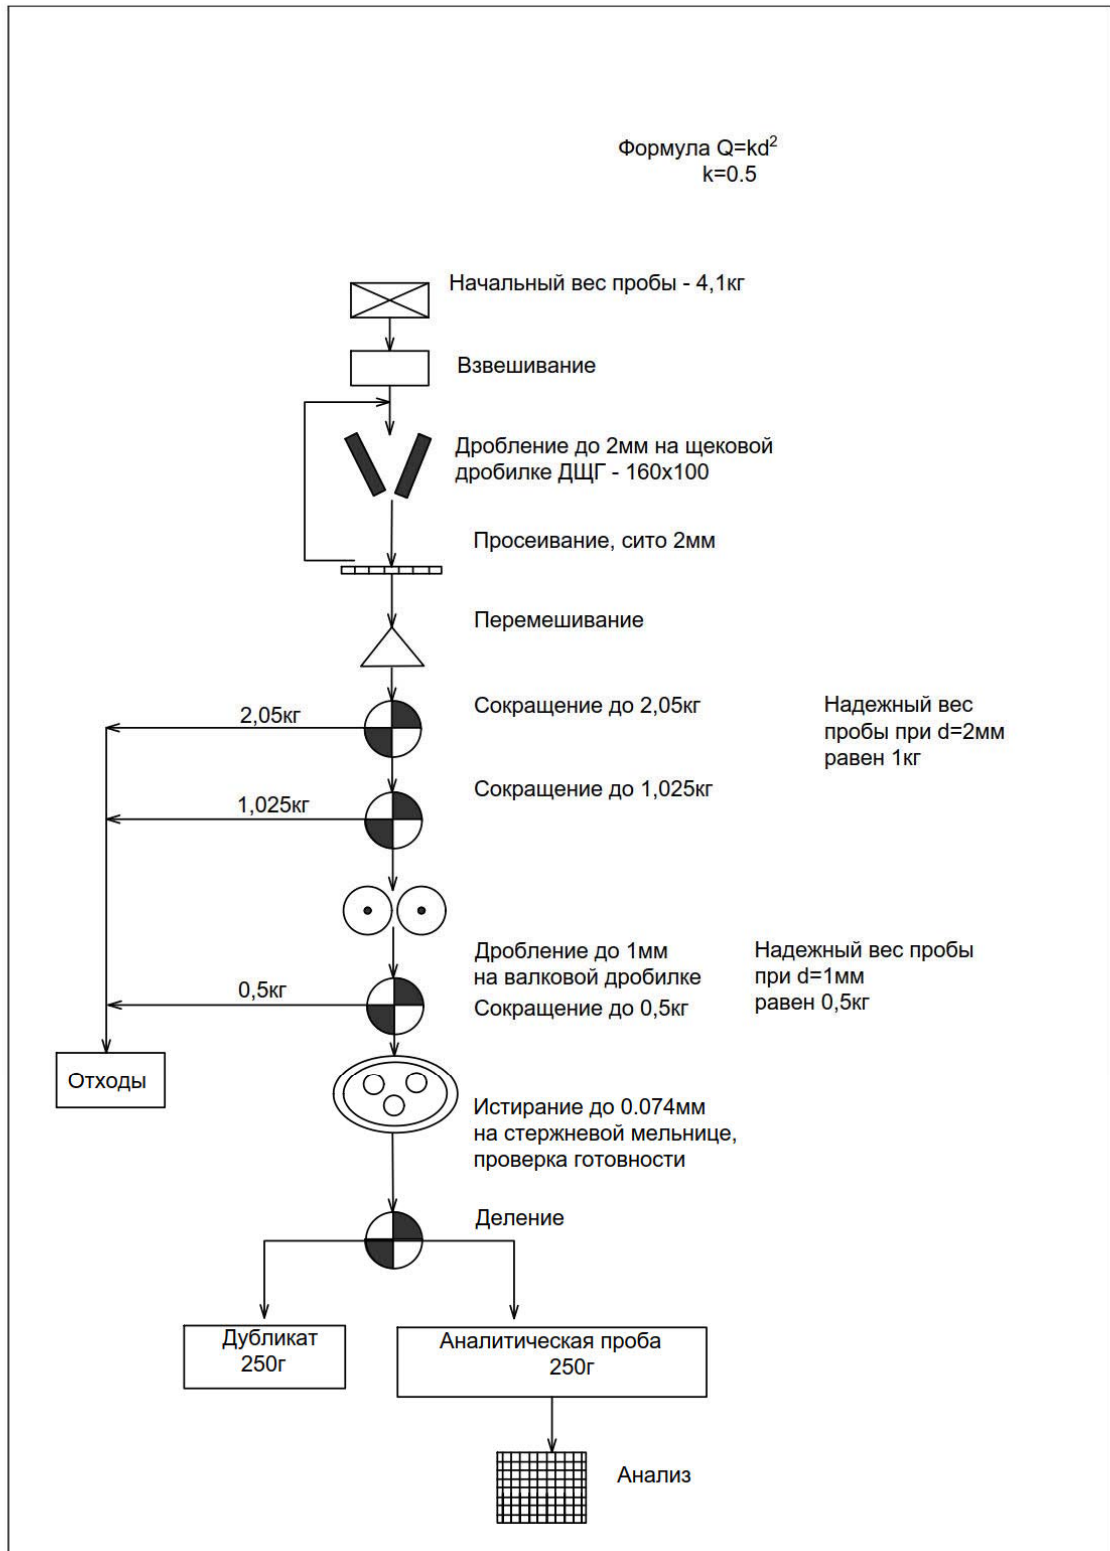 Формула Q=kd²
k=0.5
Начальный вес пробы - 4,1кг
Взвешивание
Дробление до 2мм на щековой
дробилке ДЩГ - 160х100
Просеивание, сито 2мм
Перемешивание
2,05кг
Сокращение до 2,05кг
Надежный вес
пробы при d=2мм
равен 1кг
1,025кг
Сокращение до 1,025кг
Дробление до 1мм
на валковой дробилке
Надежный вес пробы
при d=1мм
равен 0,5кг
0,5кг
Сокращение до 0,5кг
Отходы
Истирание до 0.074мм
на стержневой мельнице,
проверка готовности
Деление
Дубликат
250г
Аналитическая проба
250г
Анализ